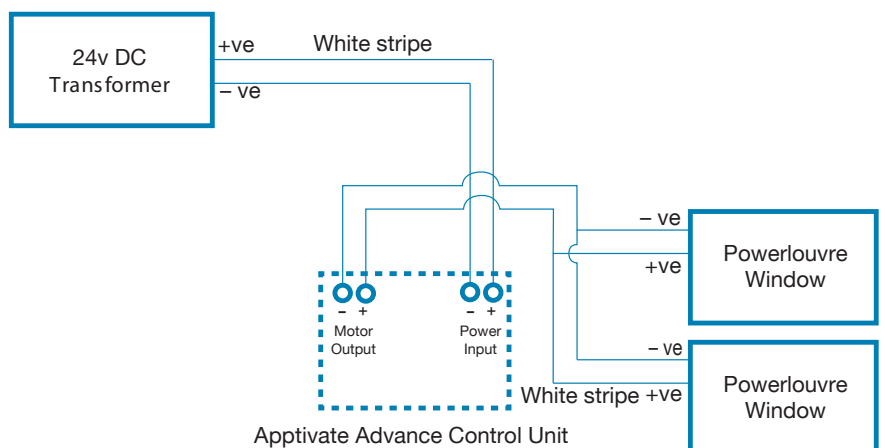 24v DC
Transformer
+ve
White stripe
– ve
– ve
+ve
Powerlouvre
Window
– +
Motor
Output
– +
Power
Input
– ve
White stripe +ve
Powerlouvre
Window
Apptivate Advance Control Unit